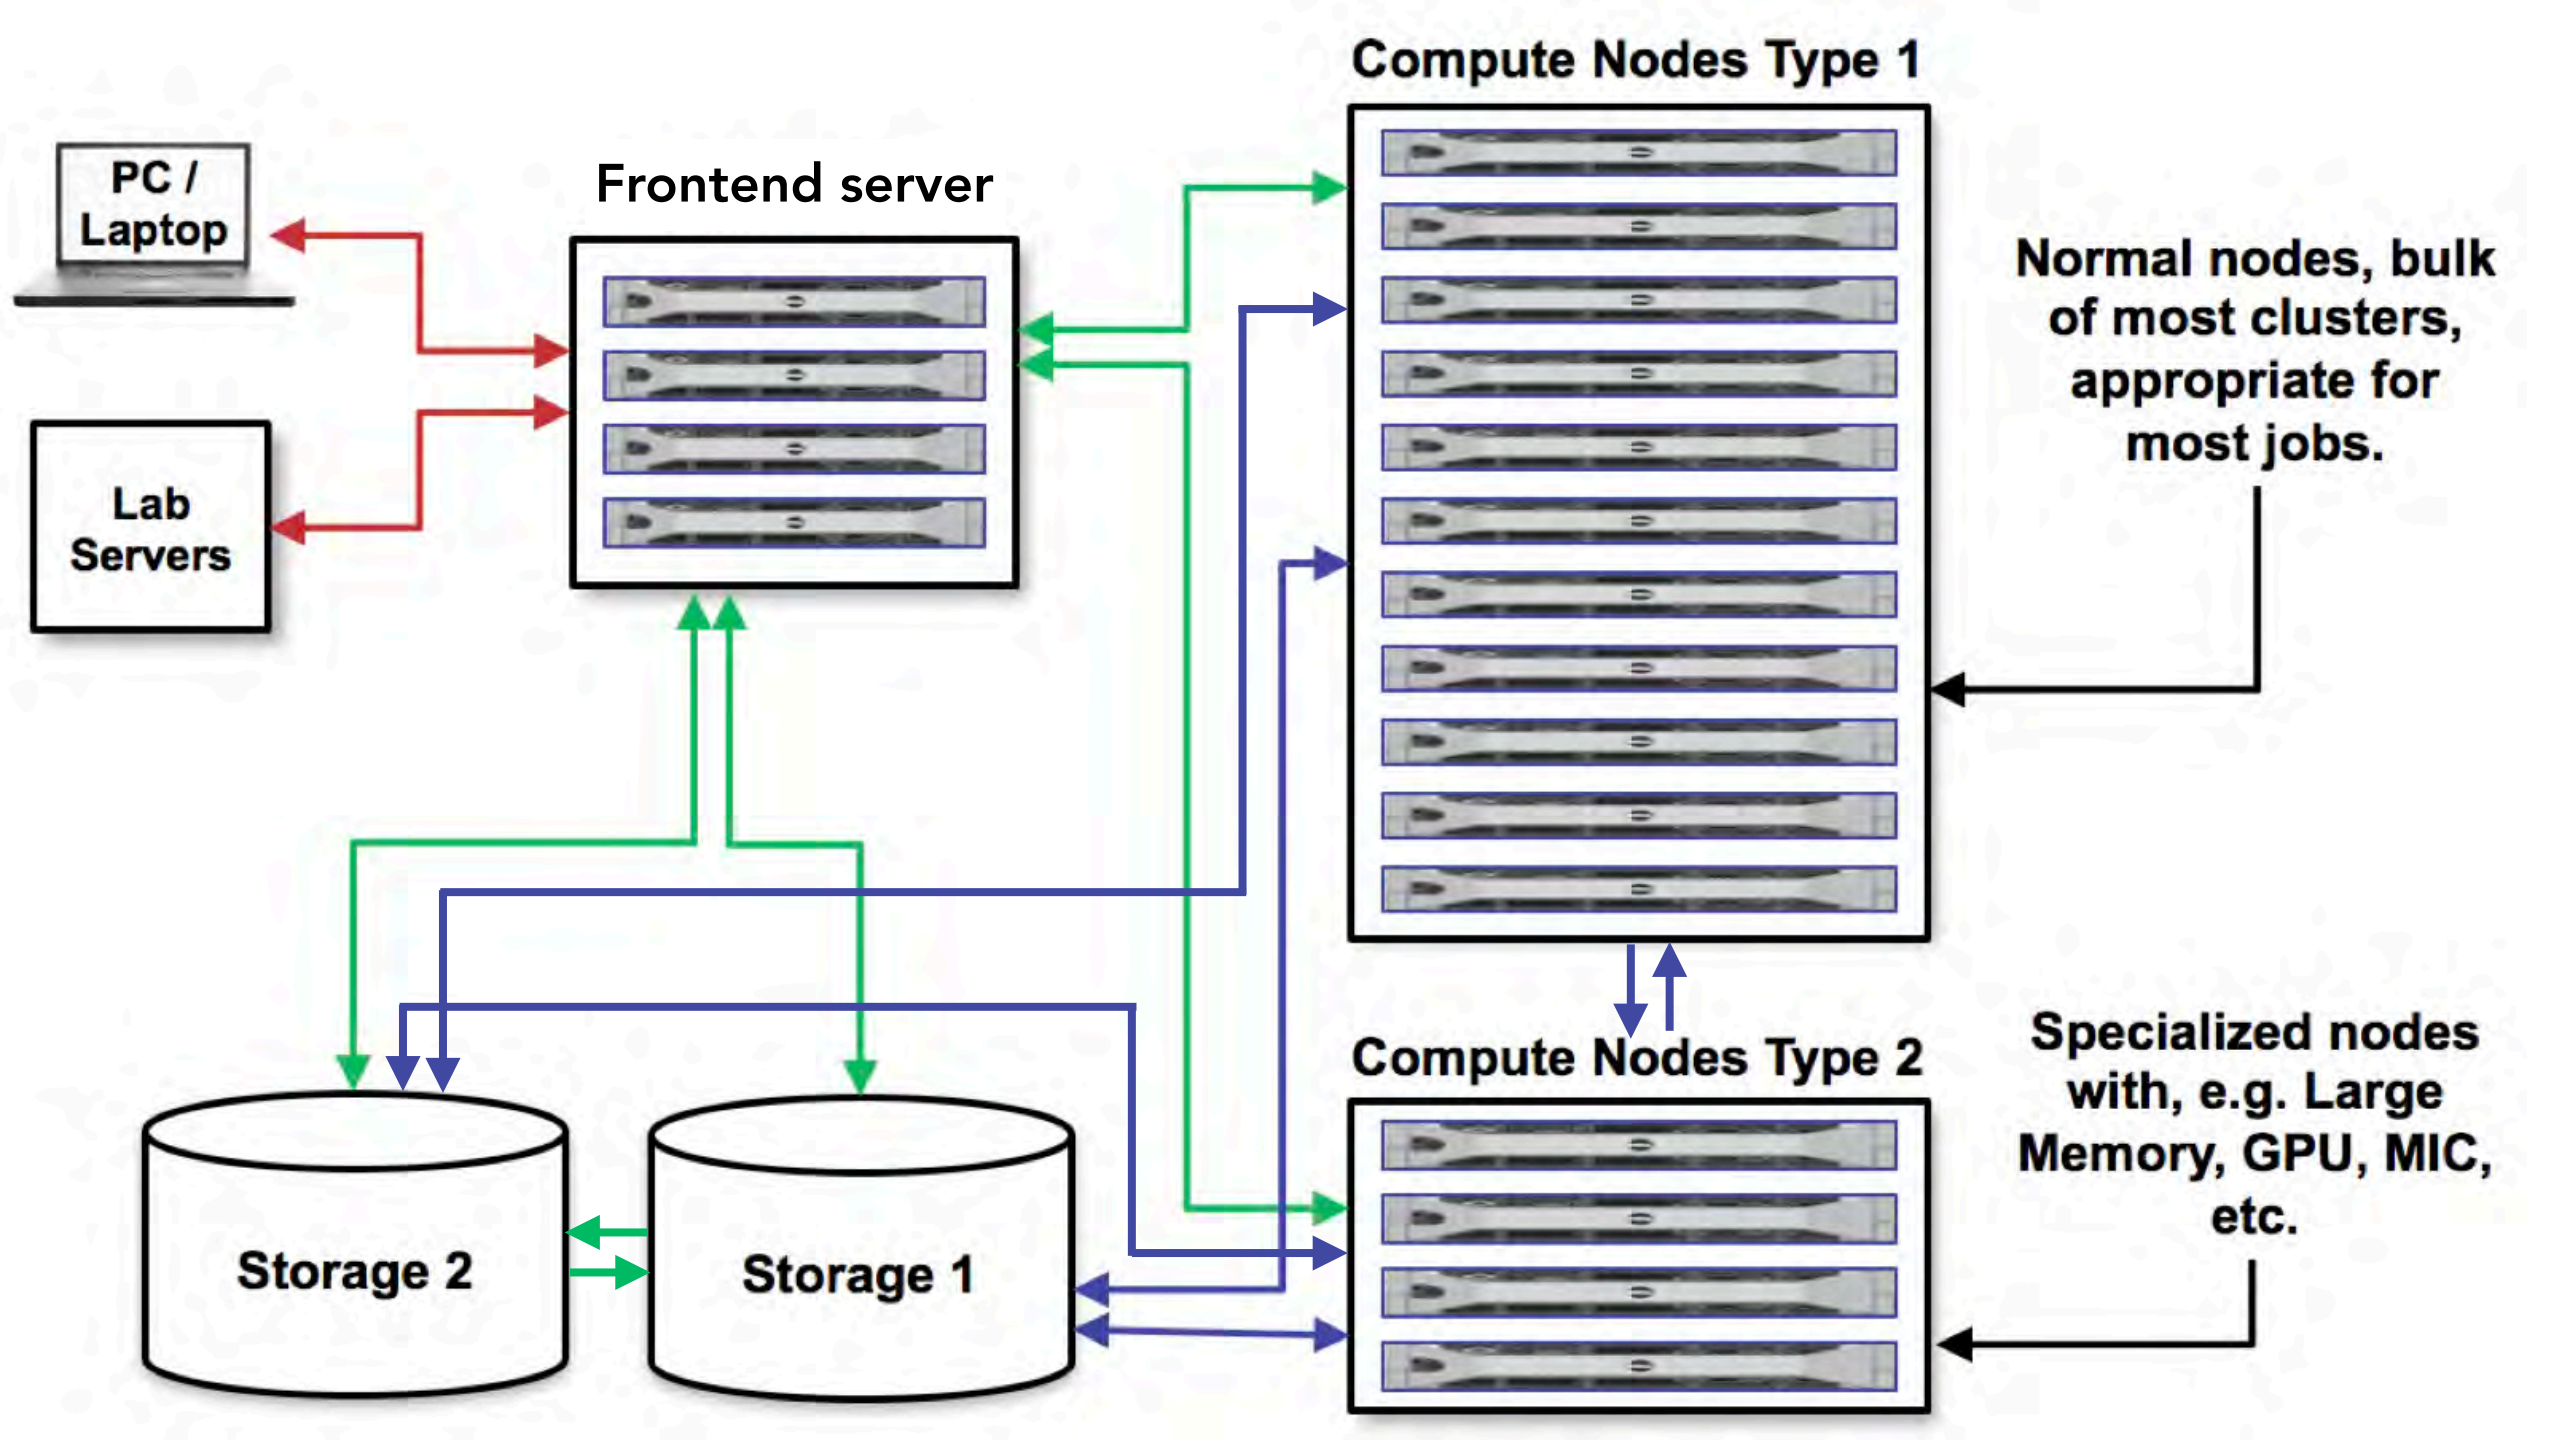 Compute Nodes Type 1
PC /
Laptop
Frontend server
Normal nodes, bulk
of most clusters,
appropriate for
most jobs.
Lab
Servers
Compute Nodes Type 2
Specialized nodes
with, e.g. Large
Memory, GPU, MIC,
etc.
Storage 2
Storage 1